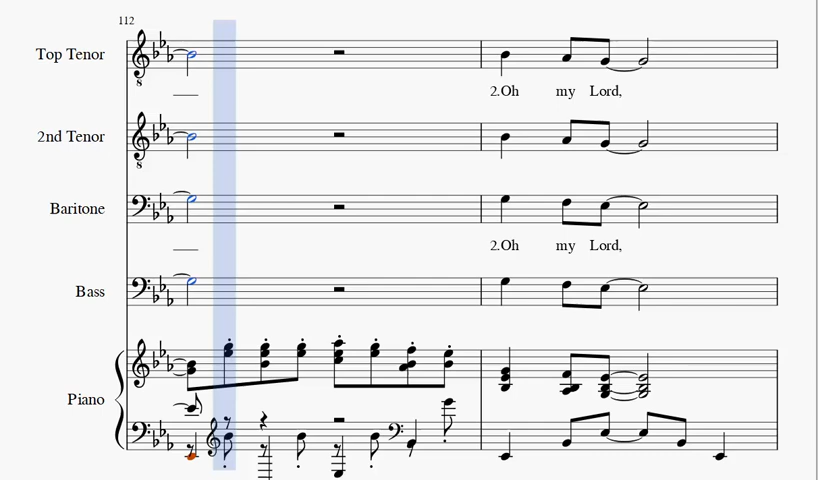 112
Top Tenor
2.Oh my Lord,
2nd Tenor
Baritone
2.Oh my Lord,
Bass
Piano